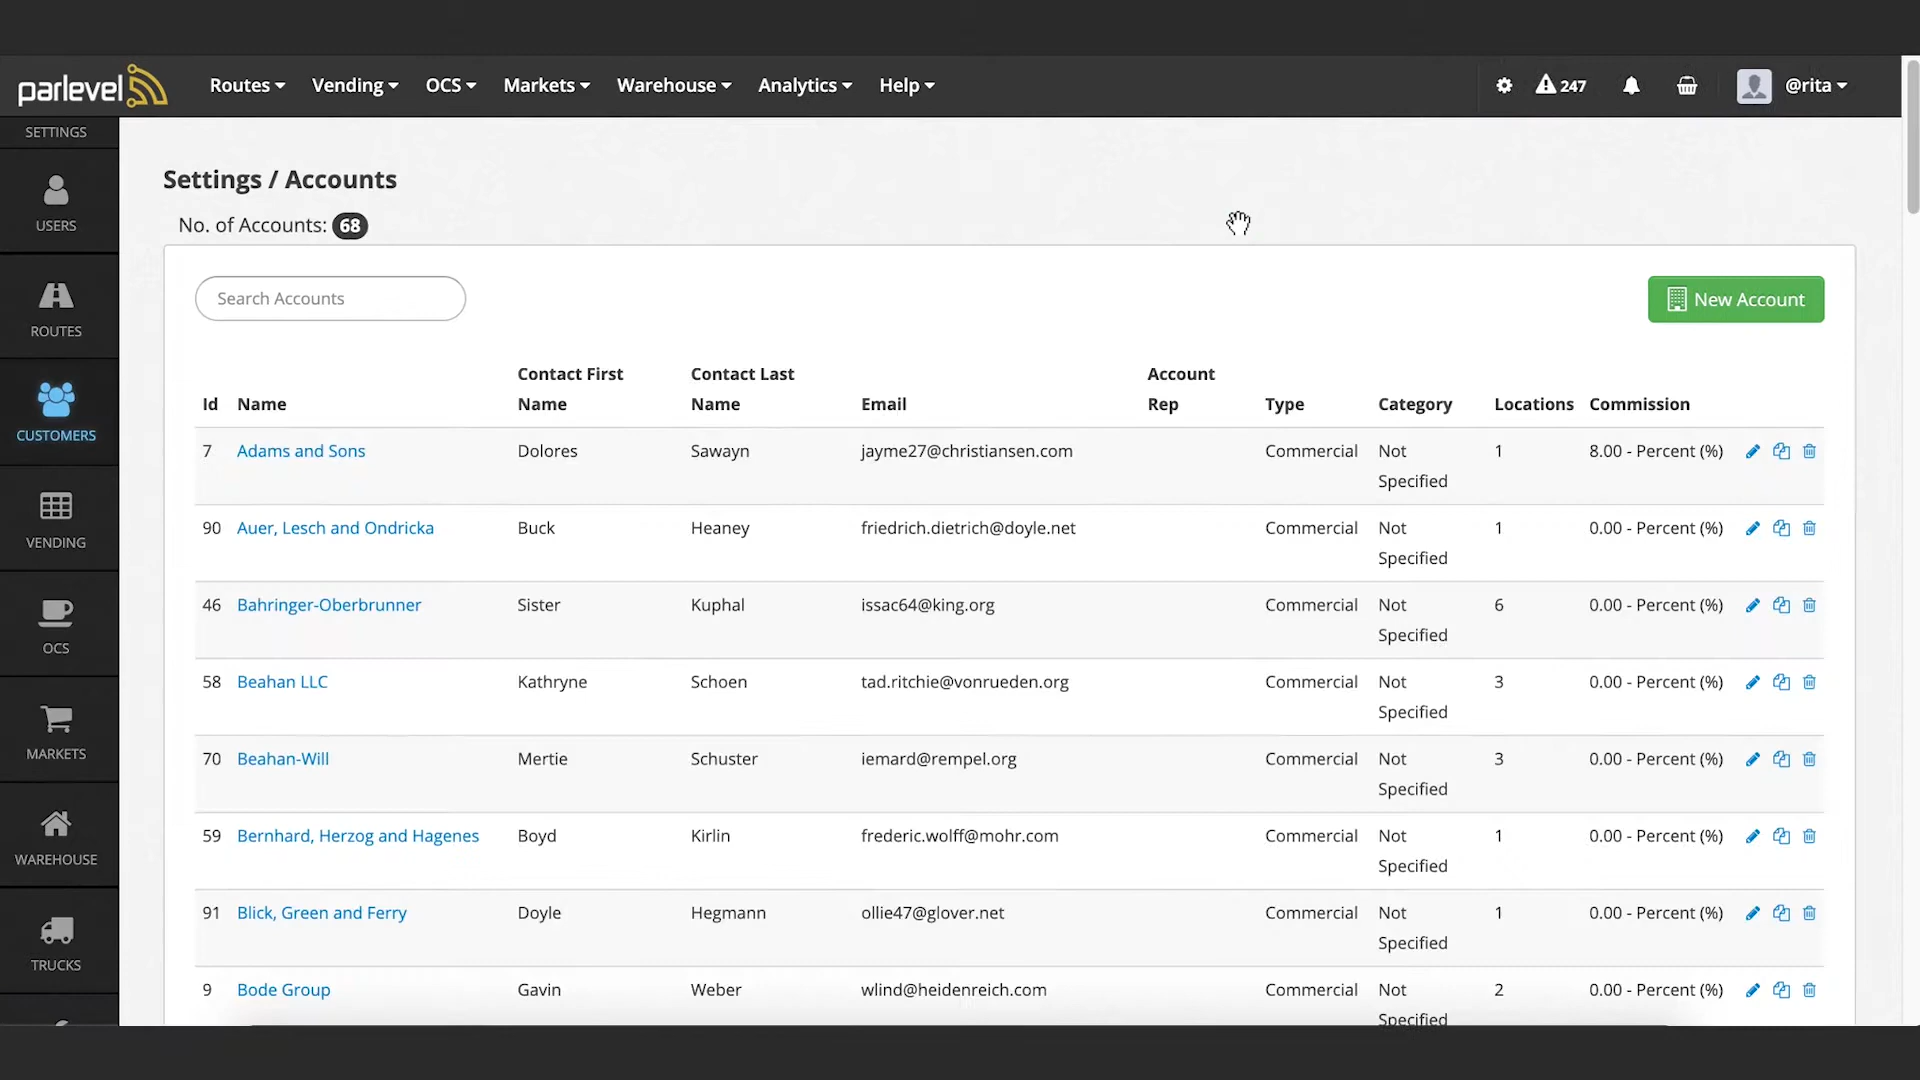 parlevel Routes Vending OCS Markets Warehouse Analytics Help 247 @rita
SETTINGS
USERS
ROUTES
CUSTOMERS
VENDING
OCS
MARKETS
WAREHOUSE
TRUCKS
Settings / Accounts
No. of Accounts: 68
Search Accounts
New Account
Id Name Contact First Name Contact Last Name Email Account Rep Type Category Locations Commission
7 Adams and Sons Dolores Sawayn jayme27@christiansen.com Commercial Not Specified 1 8.00 - Percent (%)
90 Auer, Lesch and Ondricka Buck Heaney friedrich.dietrich@doyle.net Commercial Not Specified 1 0.00 - Percent (%)
46 Bahringer-Oberbrunner Sister Kuphal issac64@king.org Commercial Not Specified 6 0.00 - Percent (%)
58 Beahan LLC Kathryne Schoen tad.ritchie@vonrueden.org Commercial Not Specified 3 0.00 - Percent (%)
70 Beahan-Will Mertie Schuster iemard@rempel.org Commercial Not Specified 3 0.00 - Percent (%)
59 Bernhard, Herzog and Hagenes Boyd Kirlin frederic.wolff@mohr.com Commercial Not Specified 1 0.00 - Percent (%)
91 Blick, Green and Ferry Doyle Hegmann ollie47@glover.net Commercial Not Specified 1 0.00 - Percent (%)
9 Bode Group Gavin Weber wlind@heidenreich.com Commercial Not Specified 2 0.00 - Percent (%)